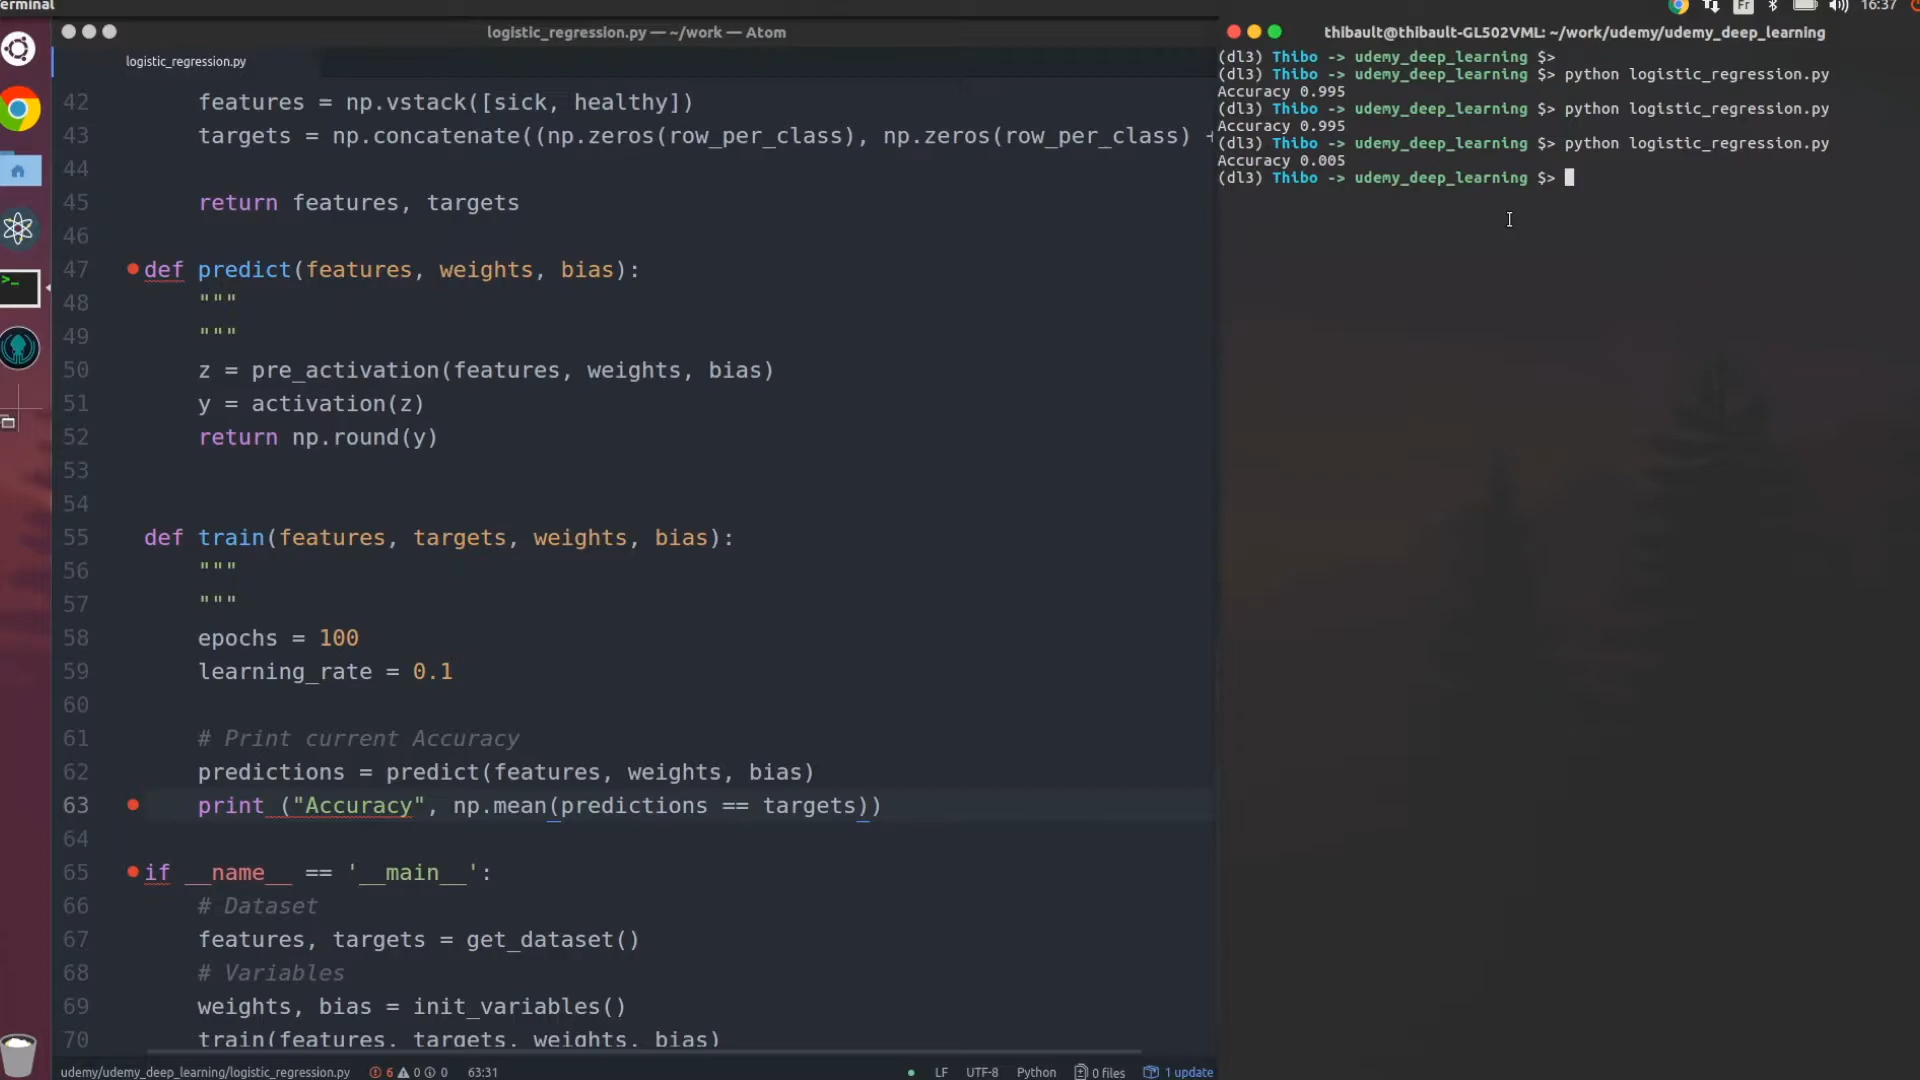 erminal
Fr
16:37
logistic_regression.py — ~/work — Atom
logistic_regression.py
42 features = np.vstack([sick, healthy])
43 targets = np.concatenate((np.zeros(row_per_class), np.zeros(row_per_class) +
44
45 return features, targets
46
47 def predict(features, weights, bias):
48 """
49 """
50 z = pre_activation(features, weights, bias)
51 y = activation(z)
52 return np.round(y)
53
54
55 def train(features, targets, weights, bias):
56 """
57 """
58 epochs = 100
59 learning_rate = 0.1
60
61 # Print current Accuracy
62 predictions = predict(features, weights, bias)
63 print ("Accuracy", np.mean(predictions == targets))
64
65 if __name__ == '__main__':
66 # Dataset
67 features, targets = get_dataset()
68 # Variables
69 weights, bias = init_variables()
70 train(features, targets, weights, bias)
udemy/udemy_deep_learning/logistic_regression.py 6 0 0 63:31 LF UTF-8 Python 0 files 1 update
thibault@thibault-GL502VML: ~/work/udemy/udemy_deep_learning
(dl3) Thibo -> udemy_deep_learning $>
(dl3) Thibo -> udemy_deep_learning $> python logistic_regression.py
Accuracy 0.995
(dl3) Thibo -> udemy_deep_learning $> python logistic_regression.py
Accuracy 0.995
(dl3) Thibo -> udemy_deep_learning $> python logistic_regression.py
Accuracy 0.005
(dl3) Thibo -> udemy_deep_learning $>